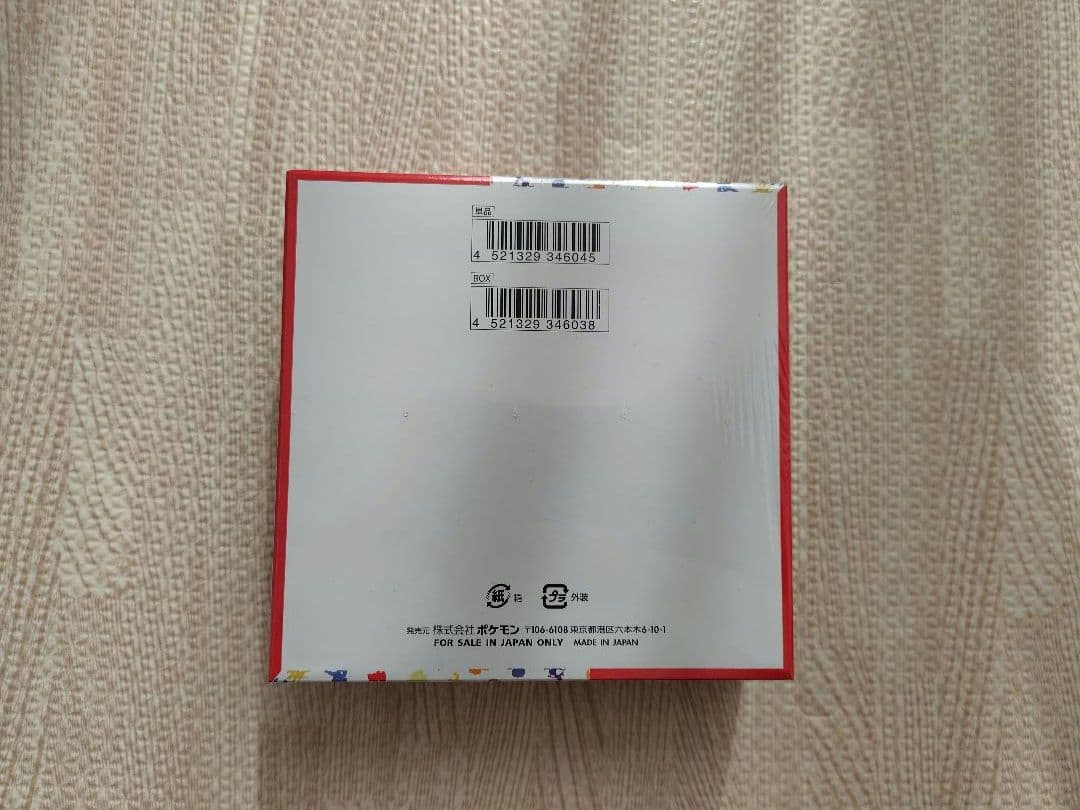 単品
4 521329 346045
BOX
4 521329 346038
紙 箱
プラ 外装
発売元 株式会社 ポケモン 〒106-6108 東京都港区六本木6-10-1
FOR SALE IN JAPAN ONLY MADE IN JAPAN